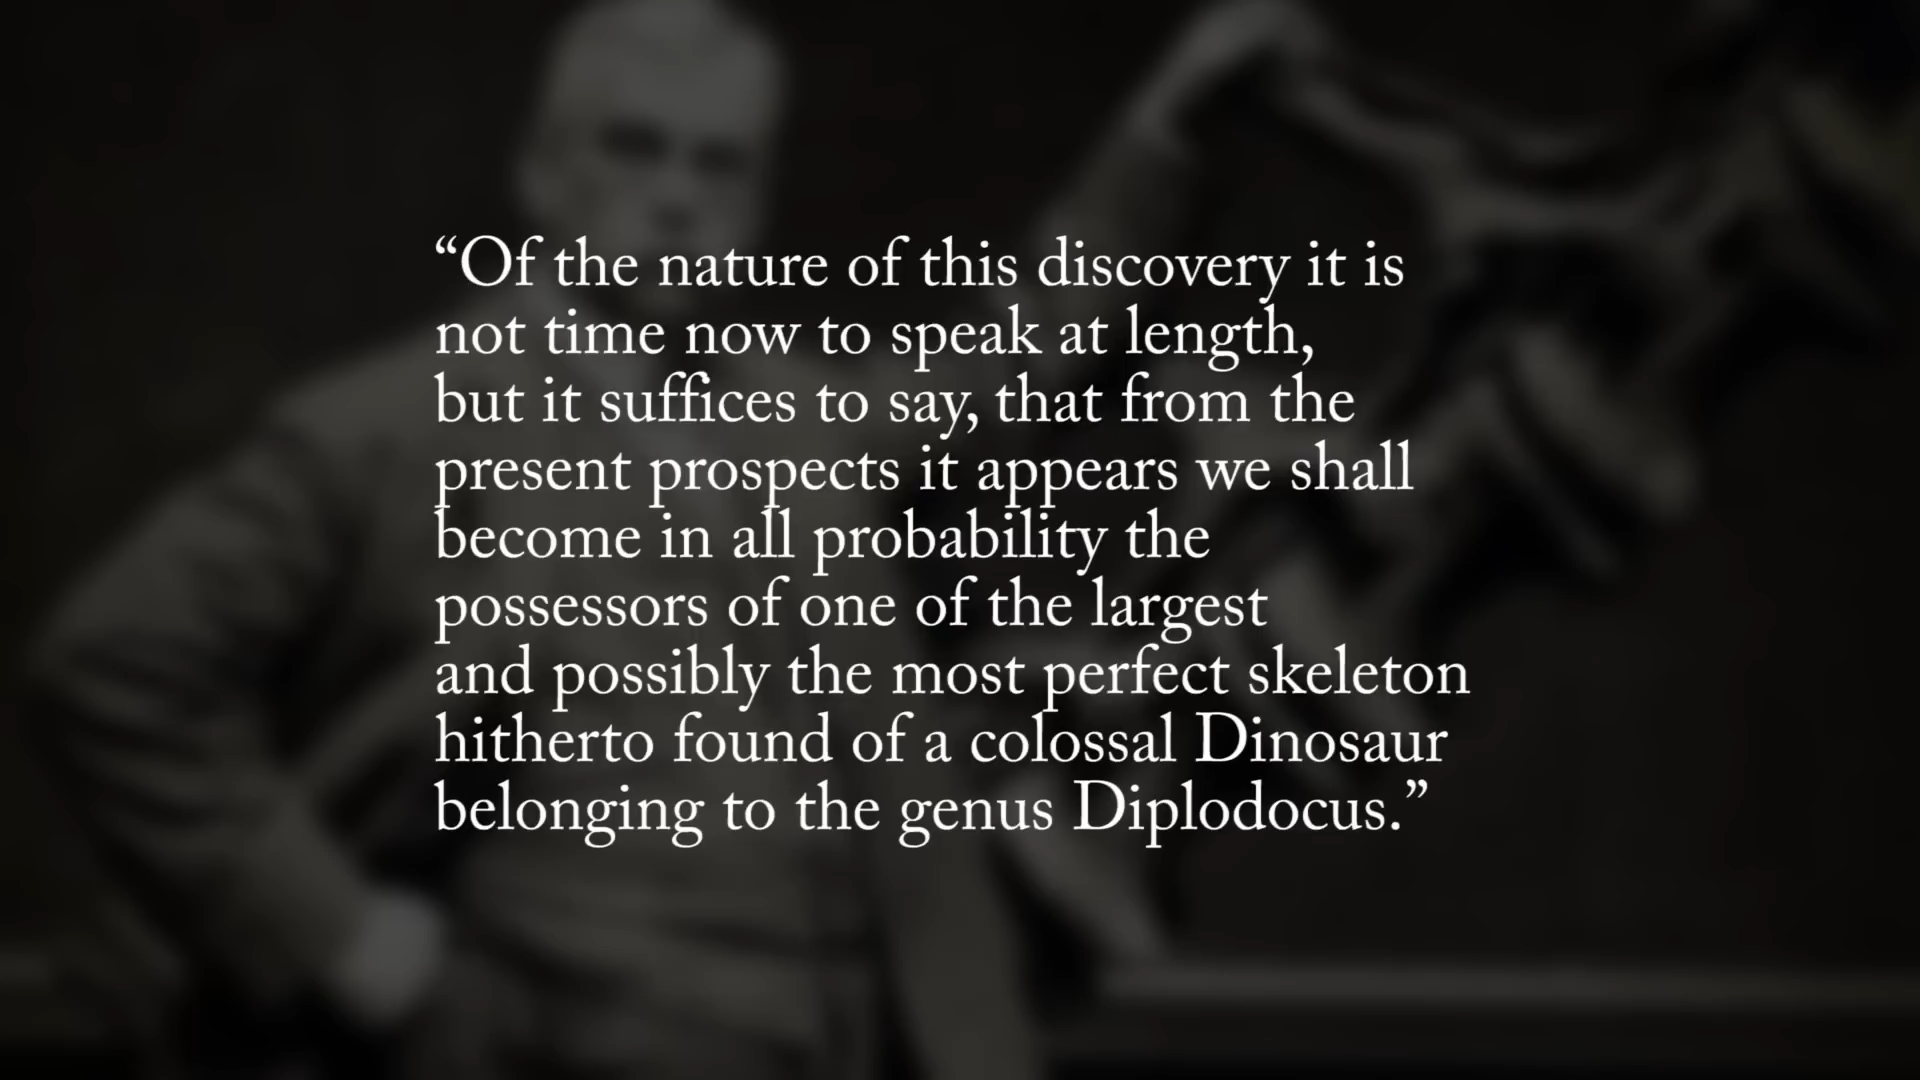 “Of the nature of this discovery it is
not time now to speak at length,
but it suffices to say, that from the
present prospects it appears we shall
become in all probability the
possessors of one of the largest
and possibly the most perfect skeleton
hitherto found of a colossal Dinosaur
belonging to the genus Diplodocus.”